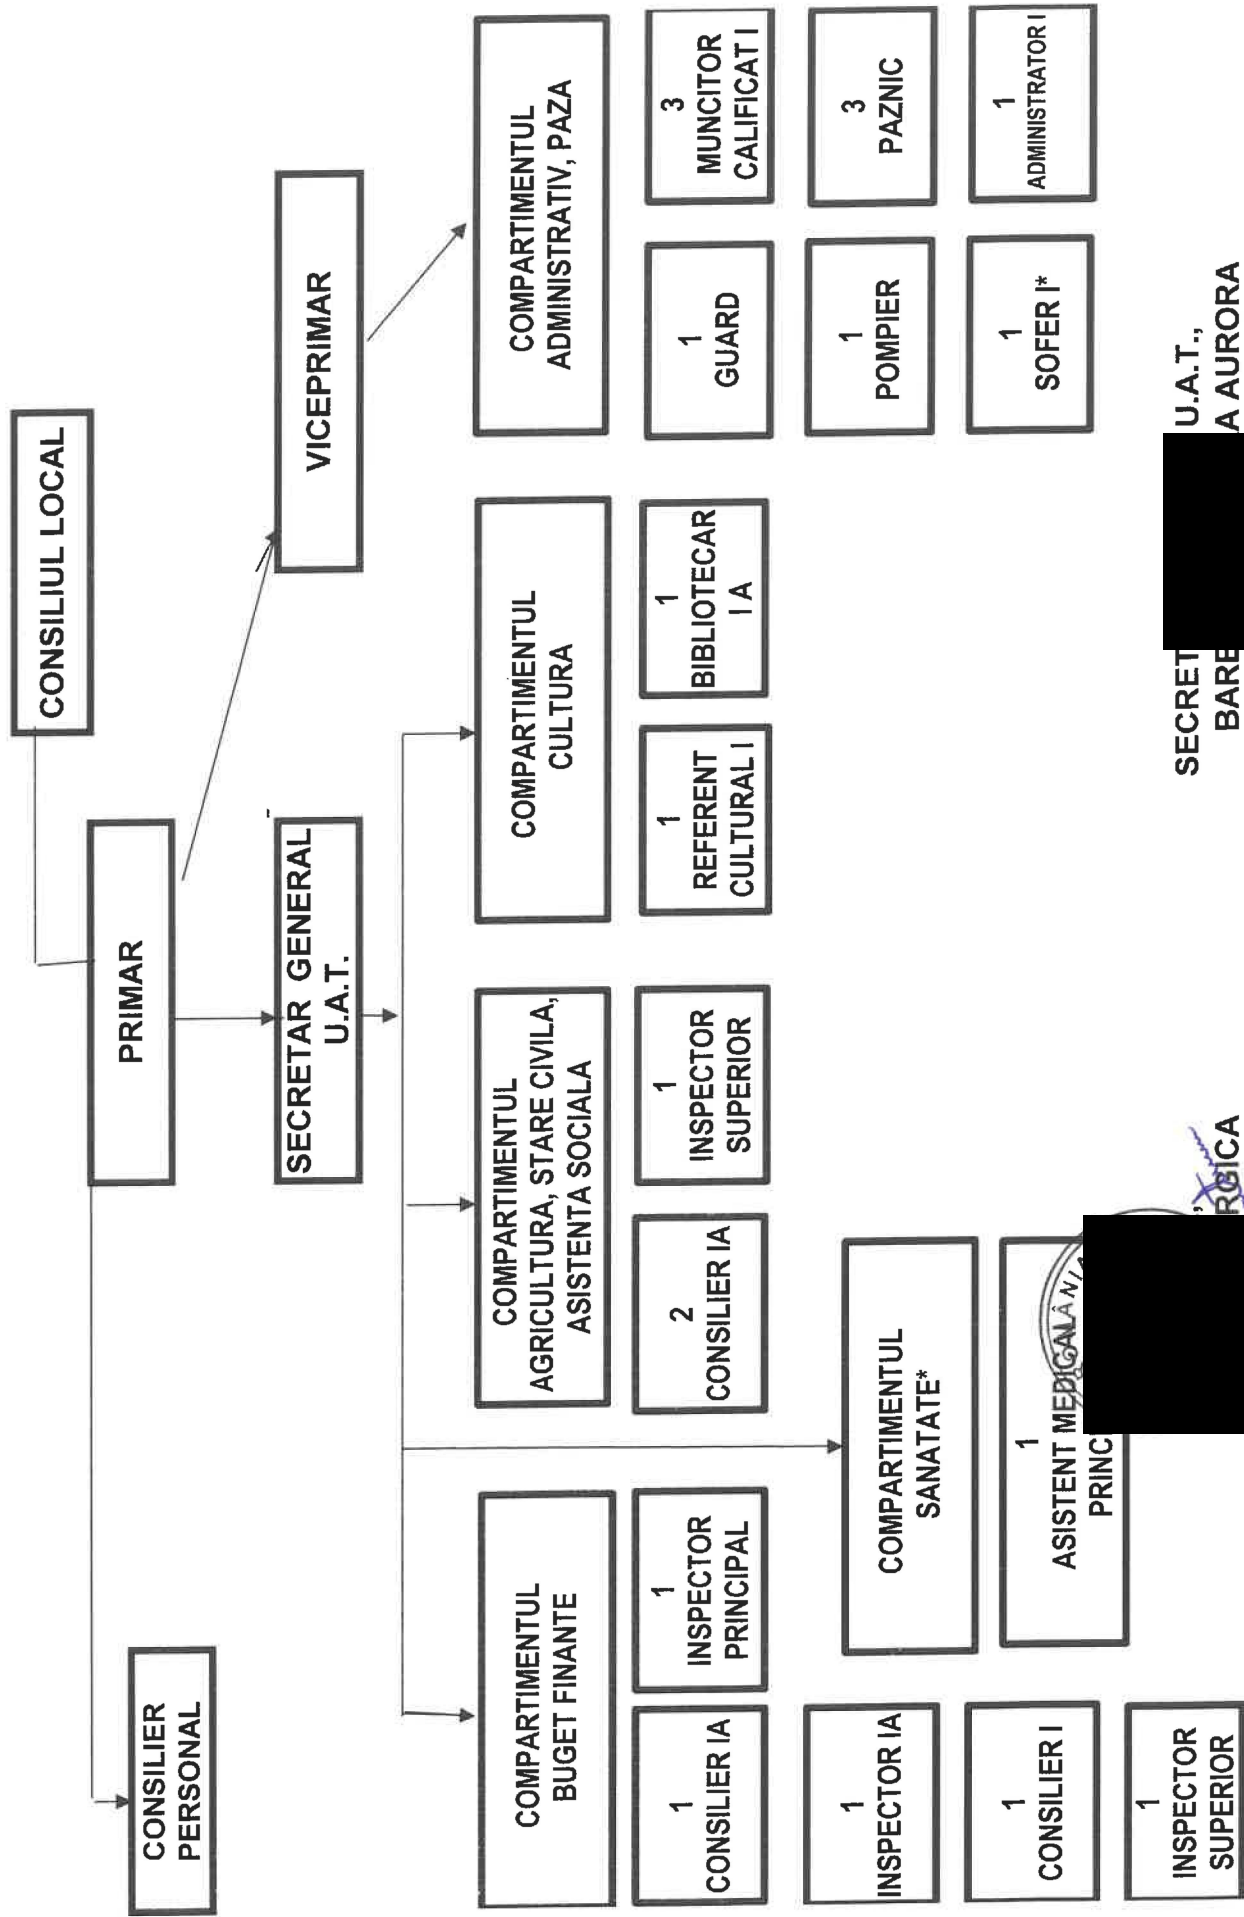 CONSILIUL LOCAL
PRIMAR
CONSILIER
PERSONAL
VICEPRIMAR
SECRETAR GENERAL
U.A.T.
COMPARTIMENTUL
BUGET FINANTE
1
CONSILIER IA
1
INSPECTOR
PRINCIPAL
1
INSPECTOR IA
1
CONSILIER I
1
INSPECTOR
SUPERIOR
COMPARTIMENTUL
SANATATE*
1
ASISTENT MEDICAL
COMPARTIMENTUL
AGRICULTURA, STARE CIVILA,
ASISTENTA SOCIALA
2
CONSILIER IA
1
INSPECTOR
SUPERIOR
COMPARTIMENTUL
CULTURA
1
REFERENT
CULTURAL I
1
BIBLIOTECAR
I A
COMPARTIMENTUL
ADMINISTRATIV, PAZA
1
GUARD
3
MUNCITOR
CALIFICAT I
1
POMPIER
3
PAZNIC
1
SOFER I*
1
ADMINISTRATOR I
U.A.T.,
AURORA